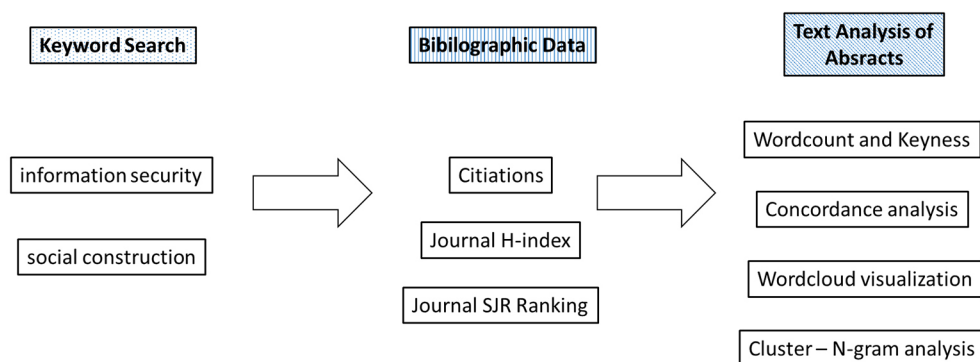 Keyword Search
information security
social construction
Bibilographic Data
Citiations
Journal H-index
Journal SJR Ranking
Text Analysis of
Absracts
Wordcount and Keyness
Concordance analysis
Wordcloud visualization
Cluster – N-gram analysis